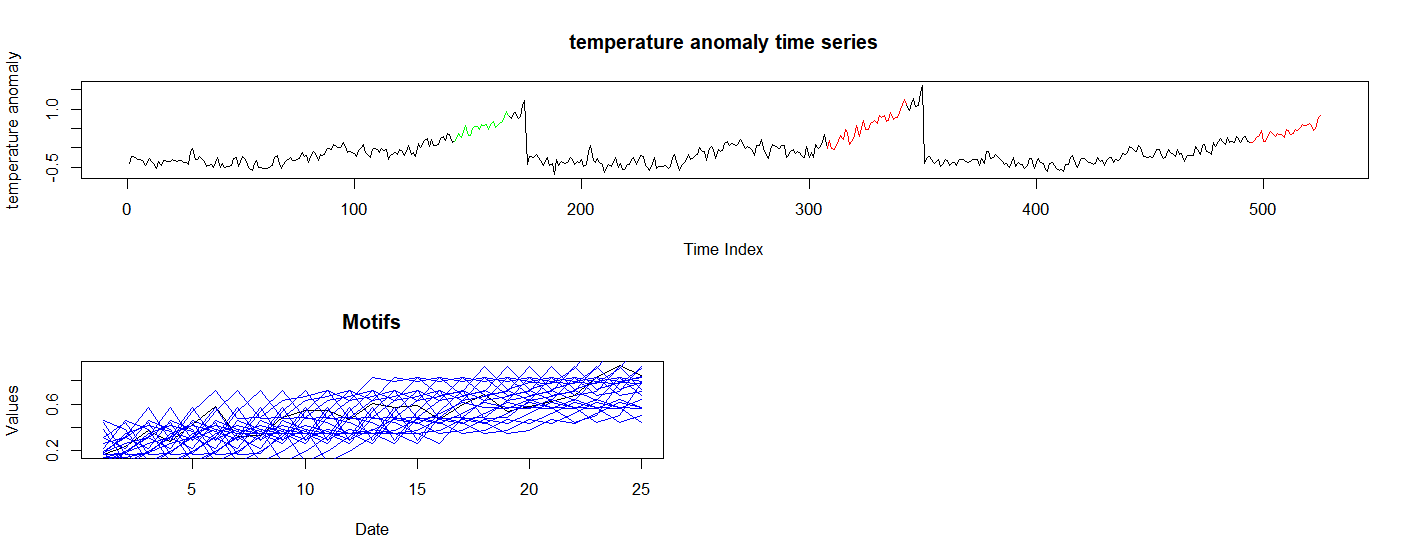 temperature anomaly time series
temperature anomaly
1.0
-0.5
0 100 200 300 400 500
Time Index
Motifs
Values
0.6
0.2
5 10 15 20 25
Date